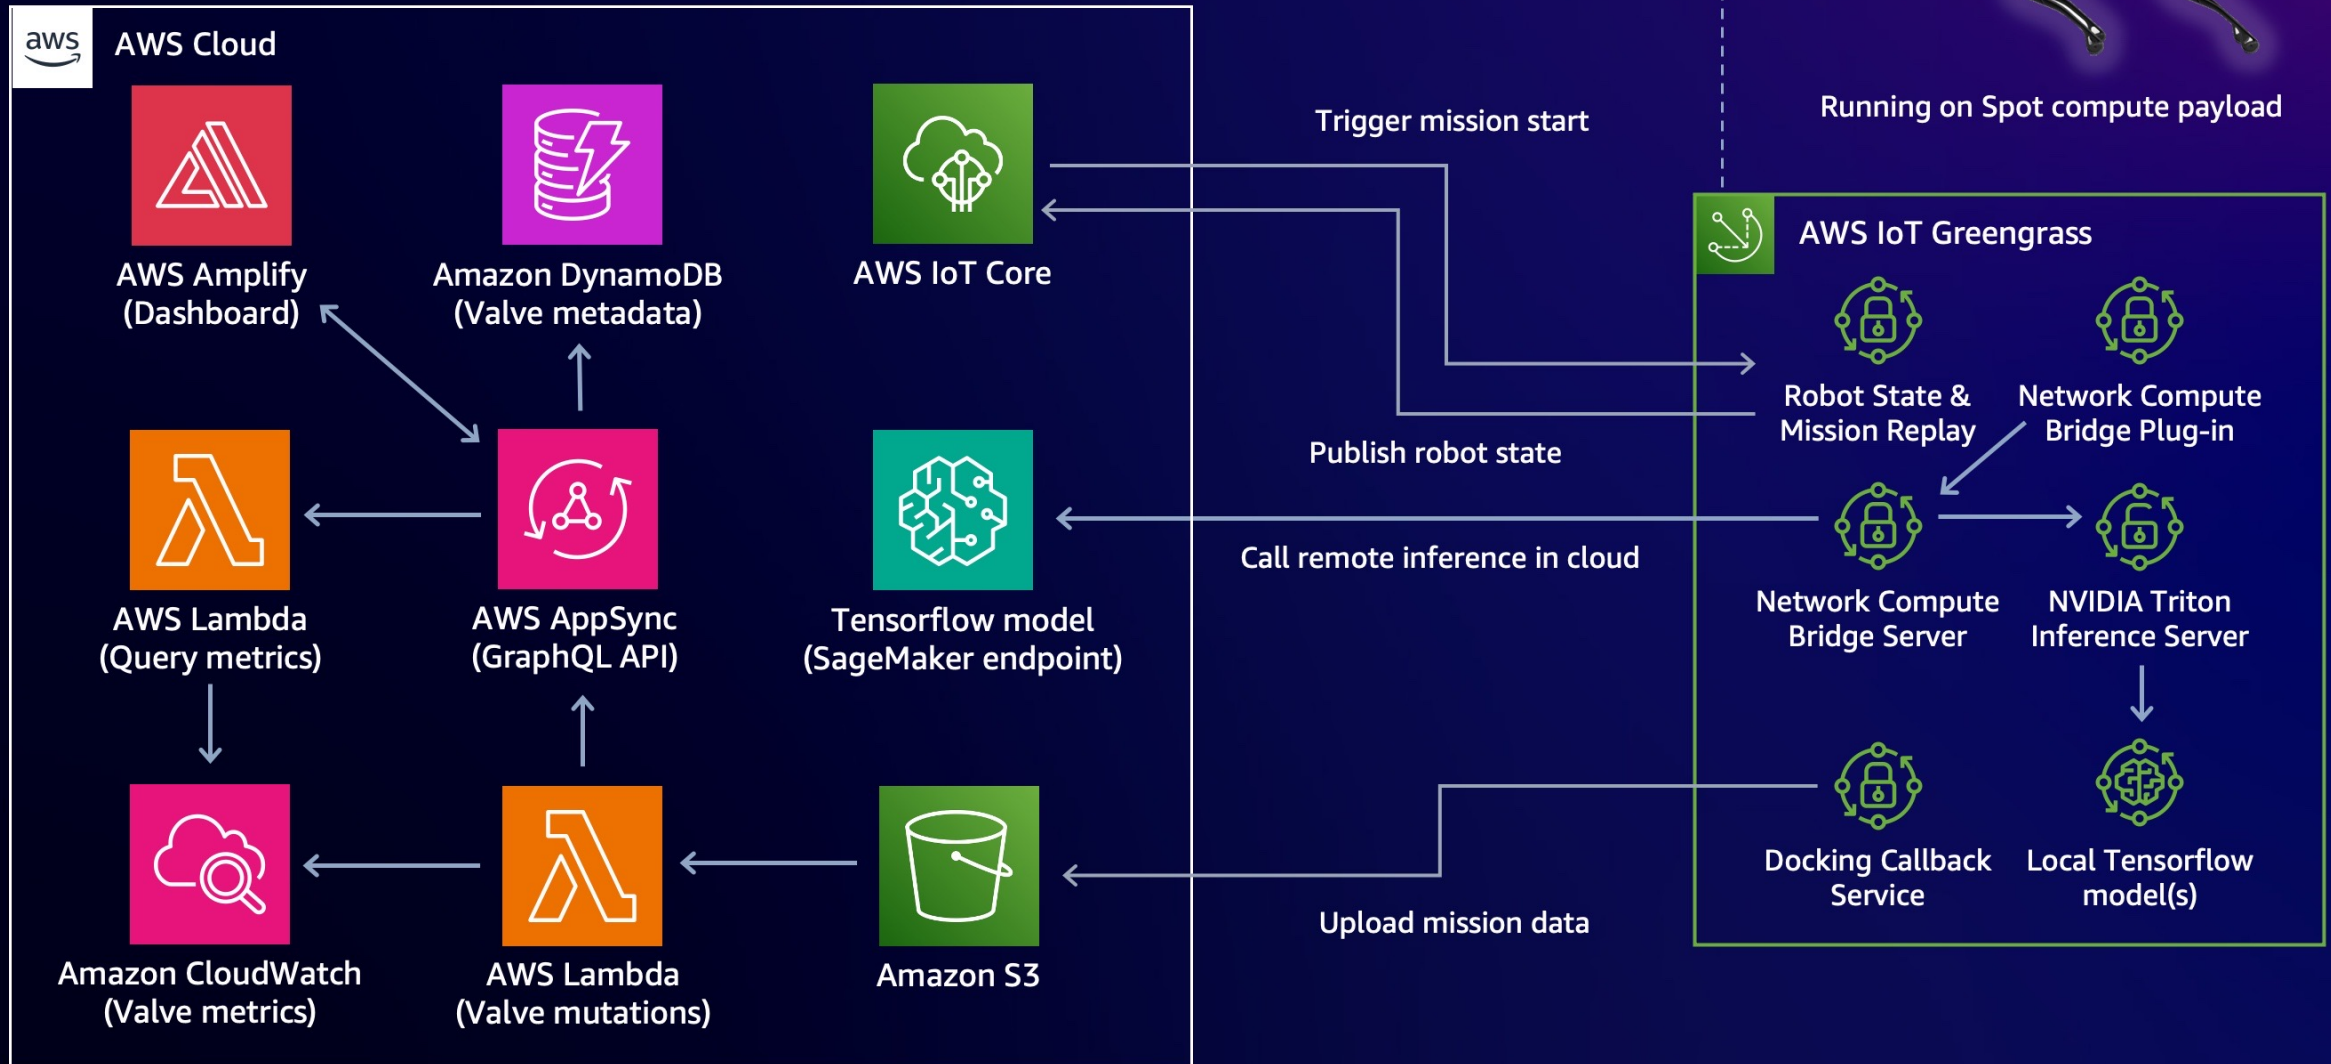 aws
AWS Cloud
AWS Amplify
(Dashboard)
Amazon DynamoDB
(Valve metadata)
AWS IoT Core
AWS Lambda
(Query metrics)
AWS AppSync
(GraphQL API)
Tensorflow model
(SageMaker endpoint)
Amazon CloudWatch
(Valve metrics)
AWS Lambda
(Valve mutations)
Amazon S3
Trigger mission start
Publish robot state
Call remote inference in cloud
Upload mission data
Running on Spot compute payload
AWS IoT Greengrass
Robot State &
Mission Replay
Network Compute
Bridge Plug-in
Network Compute
Bridge Server
NVIDIA Triton
Inference Server
Docking Callback
Service
Local Tensorflow
model(s)